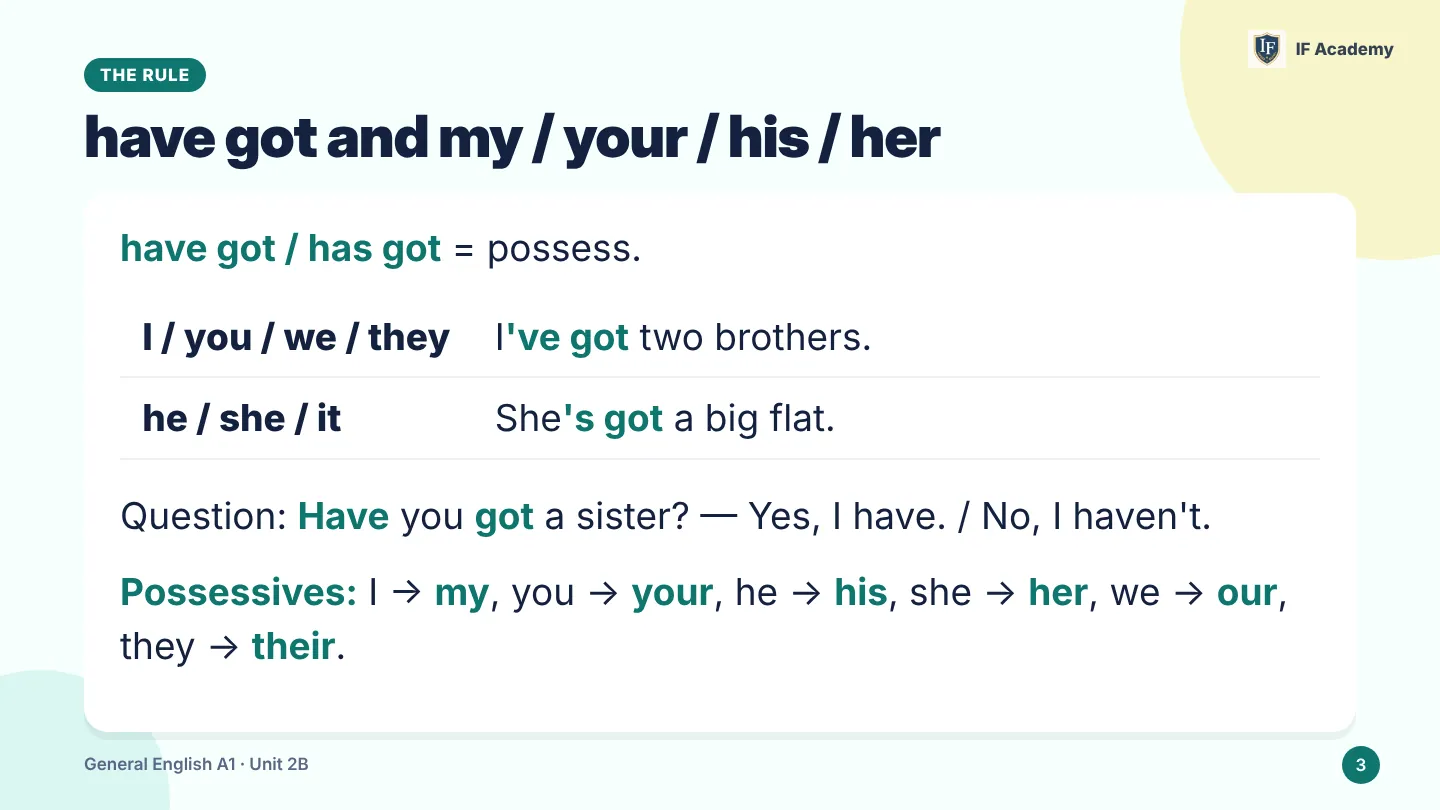 IF
IF Academy
THE RULE
have got and my / your / his / her
have got / has got = possess.
I / you / we / they I've got two brothers.
he / she / it She's got a big flat.
Question: Have you got a sister? — Yes, I have. / No, I haven't.
Possessives: I → my, you → your, he → his, she → her, we → our,
they → their.
General English A1 · Unit 2B
3